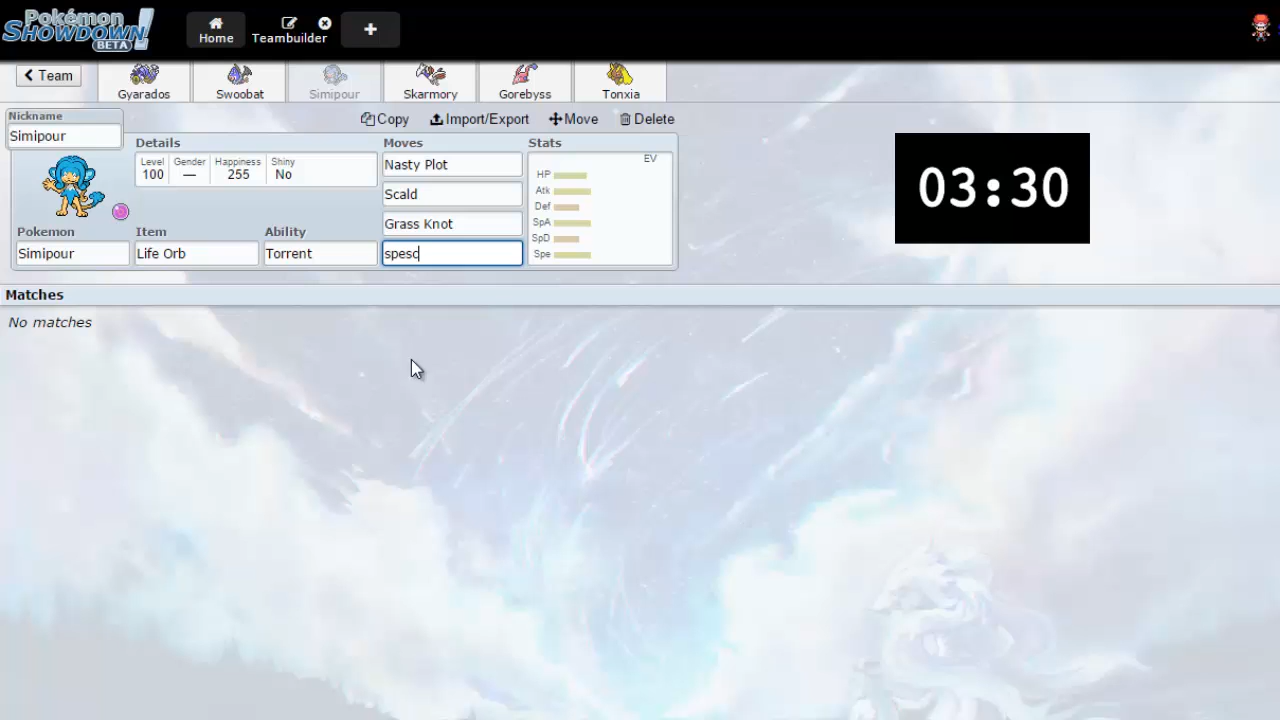 Pokémon
SHOWDOWN!
BETA
Home
Teambuilder
Team
Gyarados
Swoobat
Simipour
Skarmory
Gorebyss
Tonxia
Nickname
Simipour
Copy
Import/Export
Move
Delete
Details
Moves
Stats
Level
Gender
Happiness
Shiny
100
—
255
No
Nasty Plot
Scald
Grass Knot
spesc
EV
HP
Atk
Def
SpA
SpD
Spe
Pokemon
Item
Ability
Simipour
Life Orb
Torrent
03:30
Matches
No matches